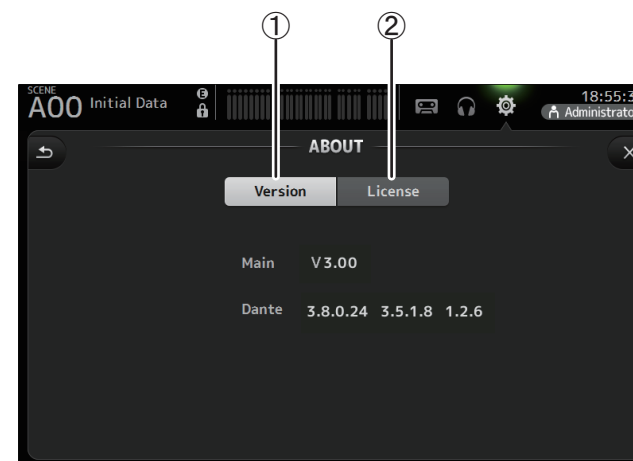 ① ②
SCENE
A00 Initial Data E 18:55:3
Administrato
ABOUT
Version License
Main V3.00
Dante 3.8.0.24 3.5.1.8 1.2.6